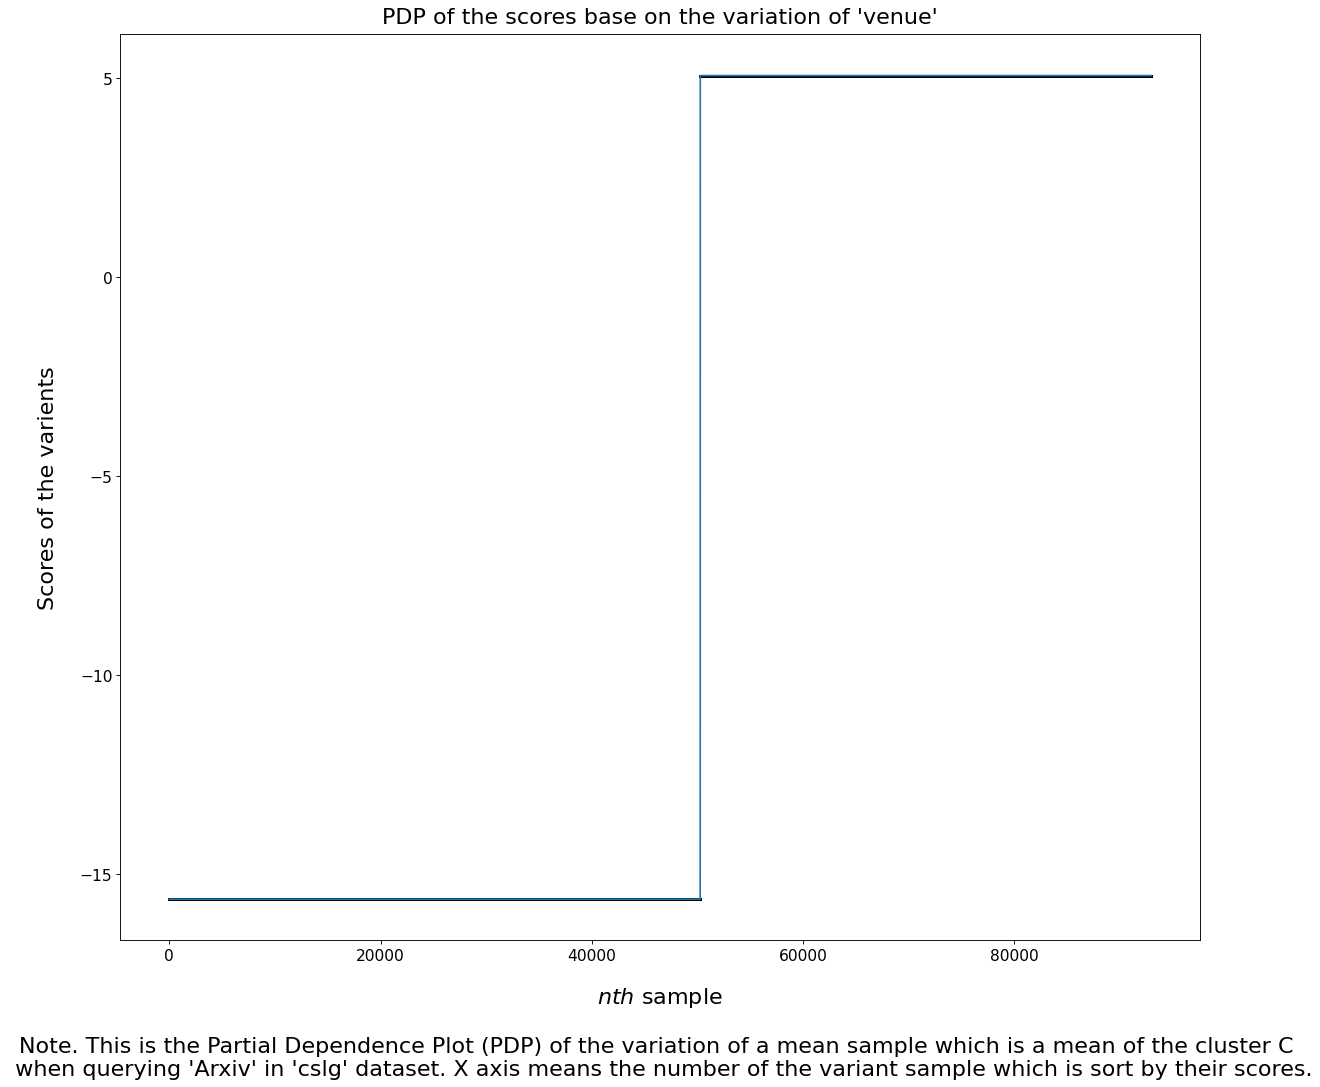 PDP of the scores base on the variation of 'venue'
5
0
−5
−10
−15
Scores of the varients
0 20000 40000 60000 80000
nth sample
Note. This is the Partial Dependence Plot (PDP) of the variation of a mean sample which is a mean of the cluster C
when querying 'Arxiv' in 'cslg' dataset. X axis means the number of the variant sample which is sort by their scores.